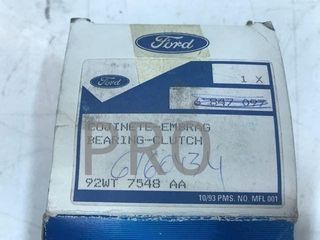 Ford
Ford
1 X
6 847 097
COJINETE-EMBRAG
BEARING-CLUTCH
PRO
6166434
92WT 7548 AA
10/93 PMS. NO. MFL 001